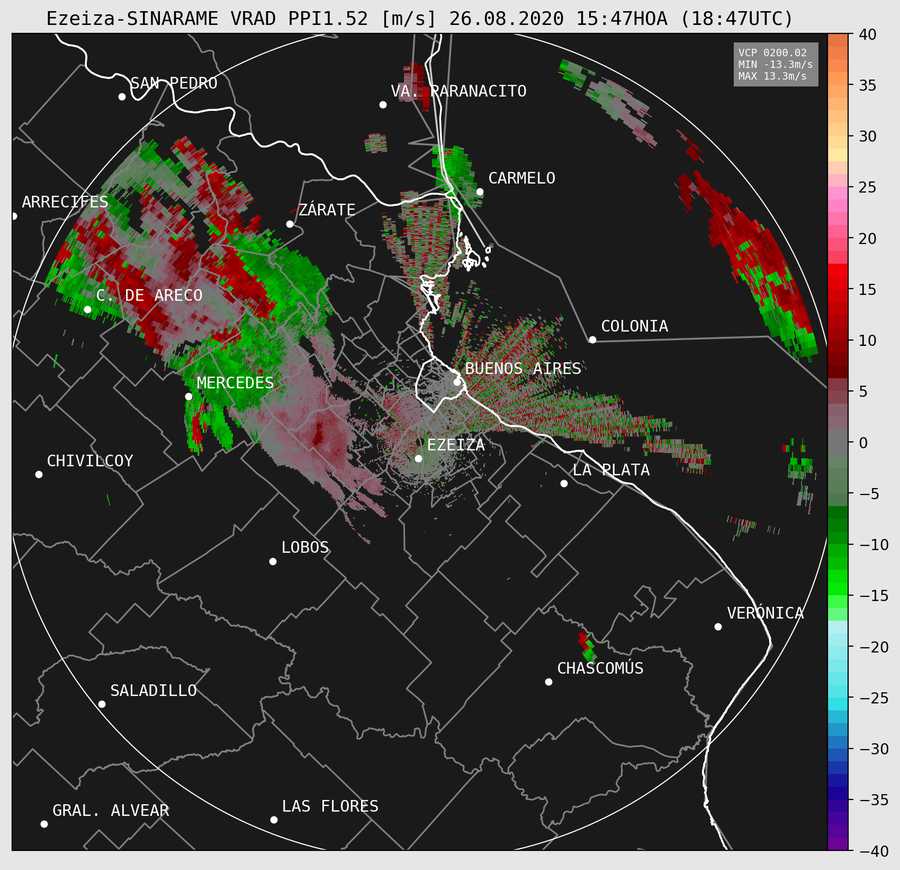 Ezeiza-SINARAME VRAD PPI1.52 [m/s] 26.08.2020 15:47HOA (18:47UTC)
VCP 0200.02
MIN -13.3m/s
MAX 13.3m/s
SAN PEDRO
VA. PARANACITO
CARMELO
ARRECIFES
ZÁRATE
C. DE ARECO
COLONIA
BUENOS AIRES
MERCEDES
EZEIZA
CHIVILCOY
LA PLATA
LOBOS
VERÓNICA
CHASCOMÚS
SALADILLO
LAS FLORES
GRAL. ALVEAR
40
35
30
25
20
15
10
5
0
−5
−10
−15
−20
−25
−30
−35
−40